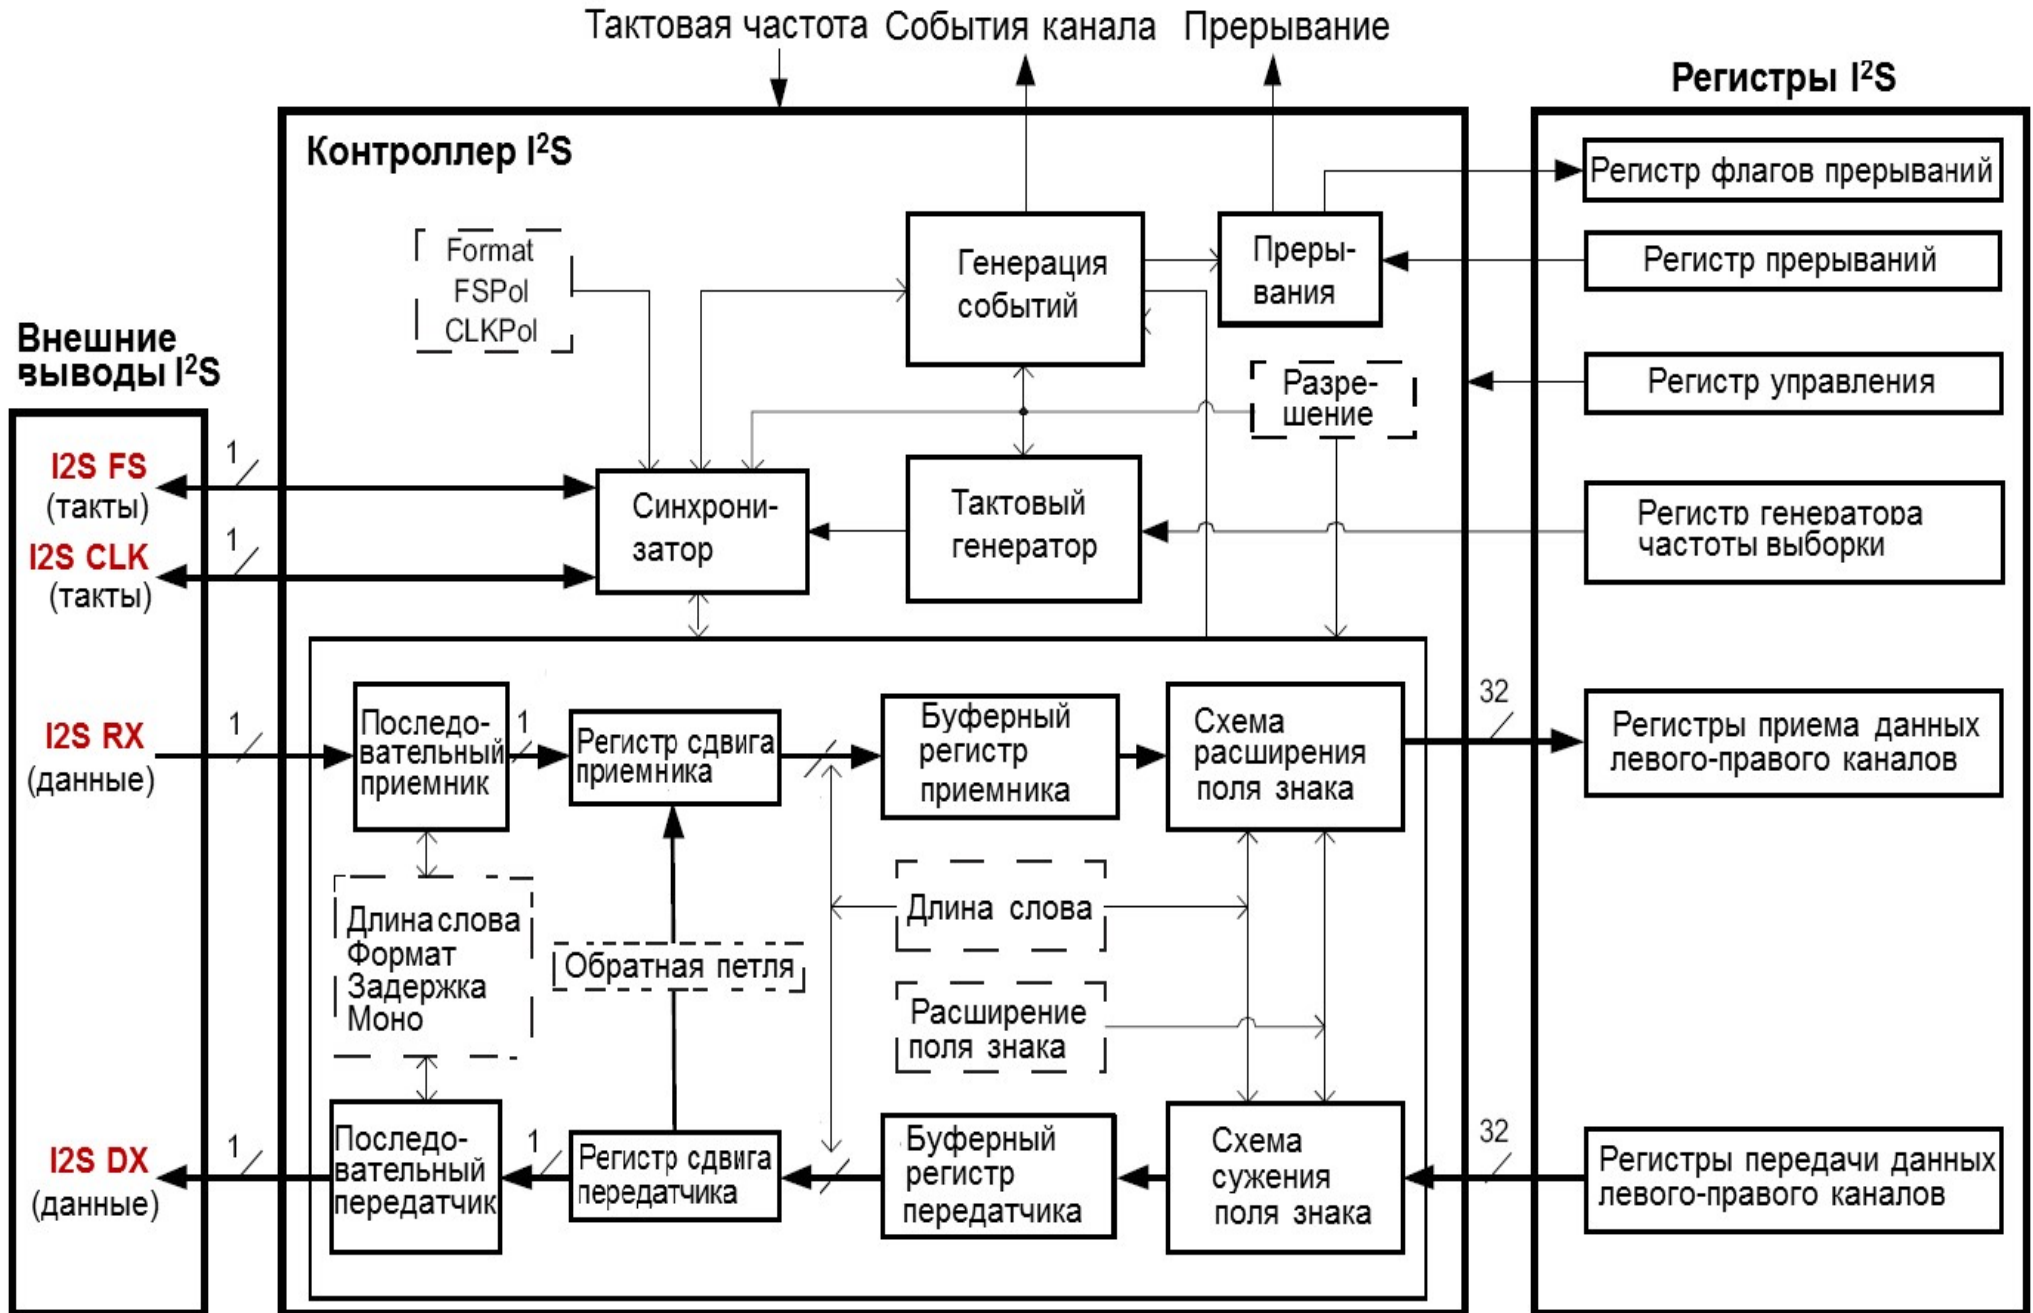 Тактовая частота События канала Прерывание
Регистры I²S
Контроллер I²S
Регистр флагов прерываний
Format
FSPol
CLKPol
Генерация
событий
Преры-
вания
Регистр прерываний
Внешние
выводы I²S
Разре-
шение
Регистр управления
I2S FS
(такты)
1
I2S CLK
(такты)
1
Синхрони-
затор
Тактовый
генератор
Регистр генератора
частоты выборки
I2S RX
(данные)
1
Последо-
вательный
приемник
1
Регистр сдвига
приемника
Буферный
регистр
приемника
Схема
расширения
поля знака
32
Регистры приема данных
левого-правого каналов
Длина слова
Формат
Задержка
Моно
Обратная петля
Длина слова
Расширение
поля знака
I2S DX
(данные)
1
Последо-
вательный
передатчик
1
Регистр сдвига
передатчика
Буферный
регистр
передатчика
Схема
сужения
поля знака
32
Регистры передачи данных
левого-правого каналов